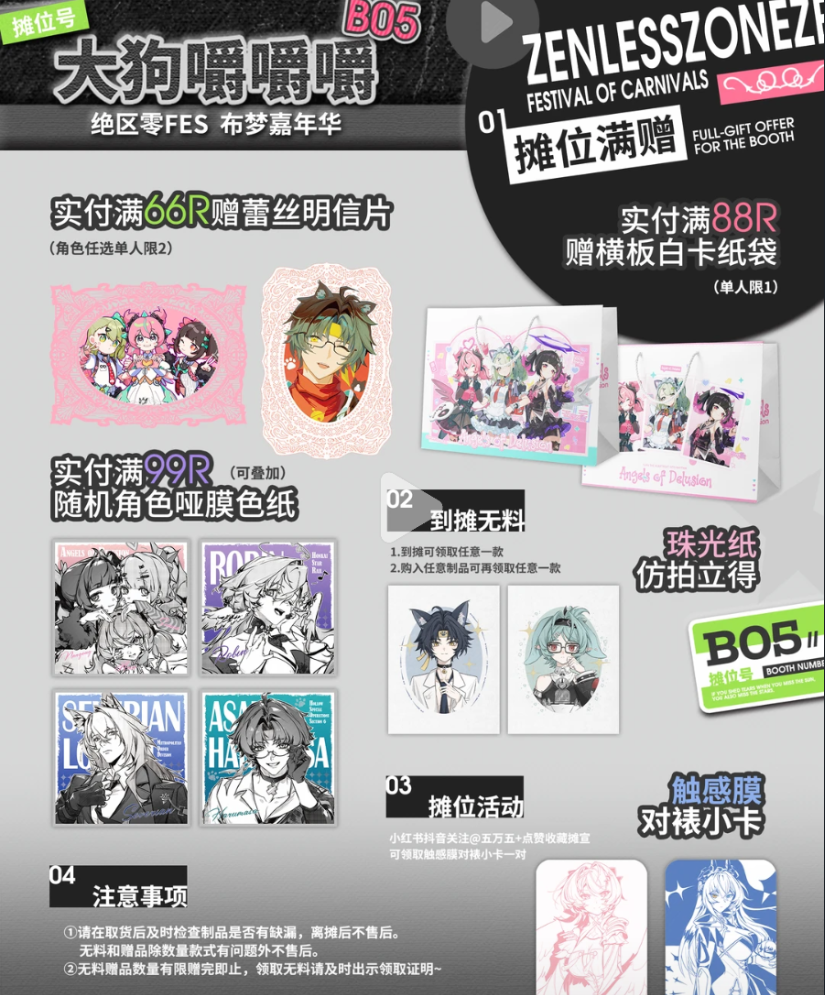 摊位号
B05
大狗嚼嚼嚼
绝区零FES 布梦嘉年华
ZENLESSZONEZE
FESTIVAL OF CARNIVALS
01
摊位满赠
FULL-GIFT OFFER
FOR THE BOOTH
实付满66R赠蕾丝明信片
（角色任选单人限2）
实付满88R
赠横板白卡纸袋
（单人限1）
Angels of Delusion
实付满99R（可叠加）
随机角色哑膜色纸
ROBIN
HONKAI
STAR
RAIL
Robin
02
到摊无料
1.到摊可领取任意一款
2.购入任意制品可再领取任意一款
珠光纸
仿拍立得
B05
摊位号
BOOTH NUMBE
03
摊位活动
小红书抖音关注@五万五+点赞收藏摊宣
可领取触感膜对裱小卡一对
触感膜
对裱小卡
04
注意事项
①请在取货后及时检查制品是否有缺漏，离摊后不售后。
无料和赠品除数量款式有问题外不售后。
②无料赠品数量有限赠完即止，领取无料请及时出示领取证明~